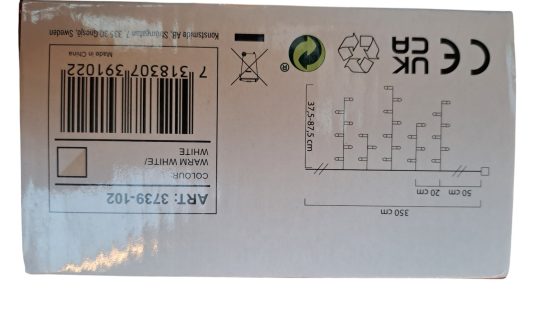 350 cm
50 cm
20 cm
37,5-87,5 cm
CE
UK
CA
®
ART: 3739-102
COLOUR:
WARM WHITE/
WHITE
7 318307 391022
Made in China
Konstsmide AB, Strömgatan 7, 335 30 Gnosjö, Sweden